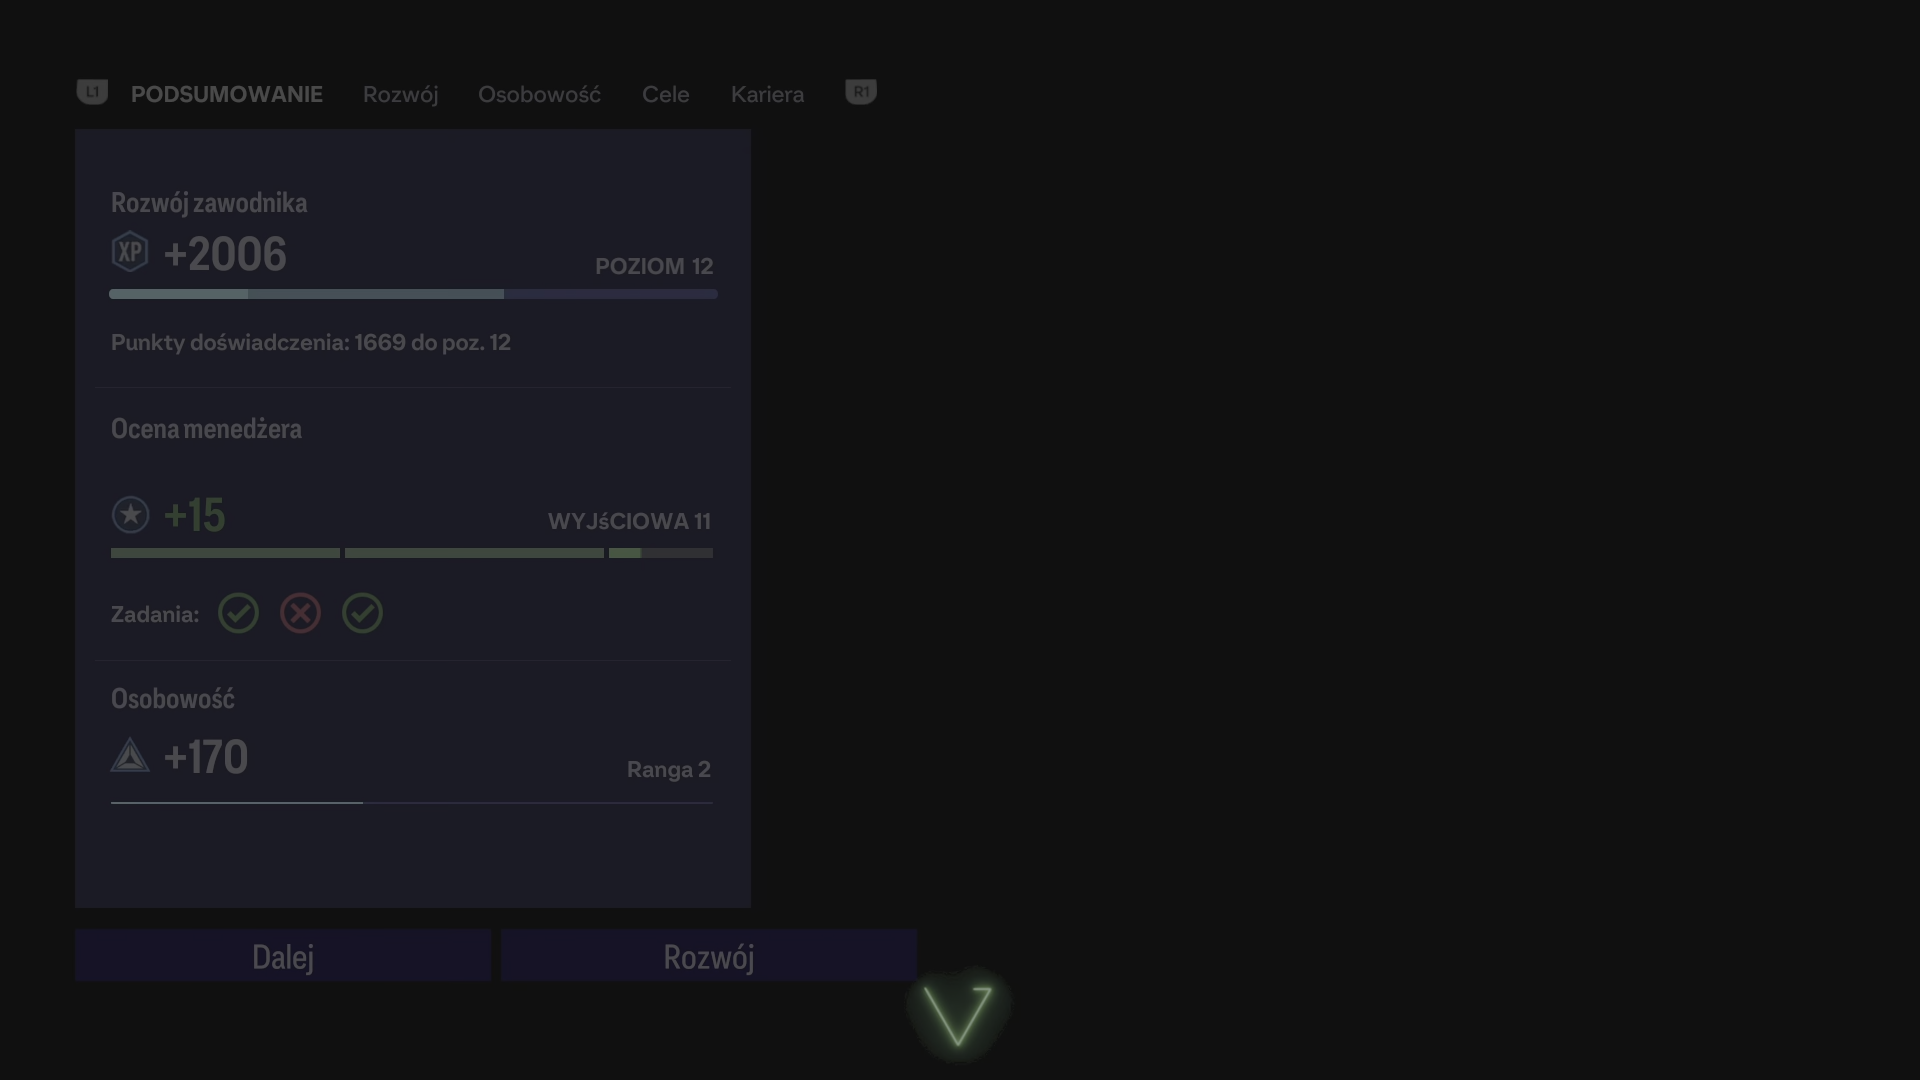 L1 PODSUMOWANIE Rozwój Osobowość Cele Kariera R1
Rozwój zawodnika
XP +2006
POZIOM 12
Punkty doświadczenia: 1669 do poz. 12
Ocena menedżera
+15
WYJśCIOWA 11
Zadania:
Osobowość
+170
Ranga 2
Dalej Rozwój